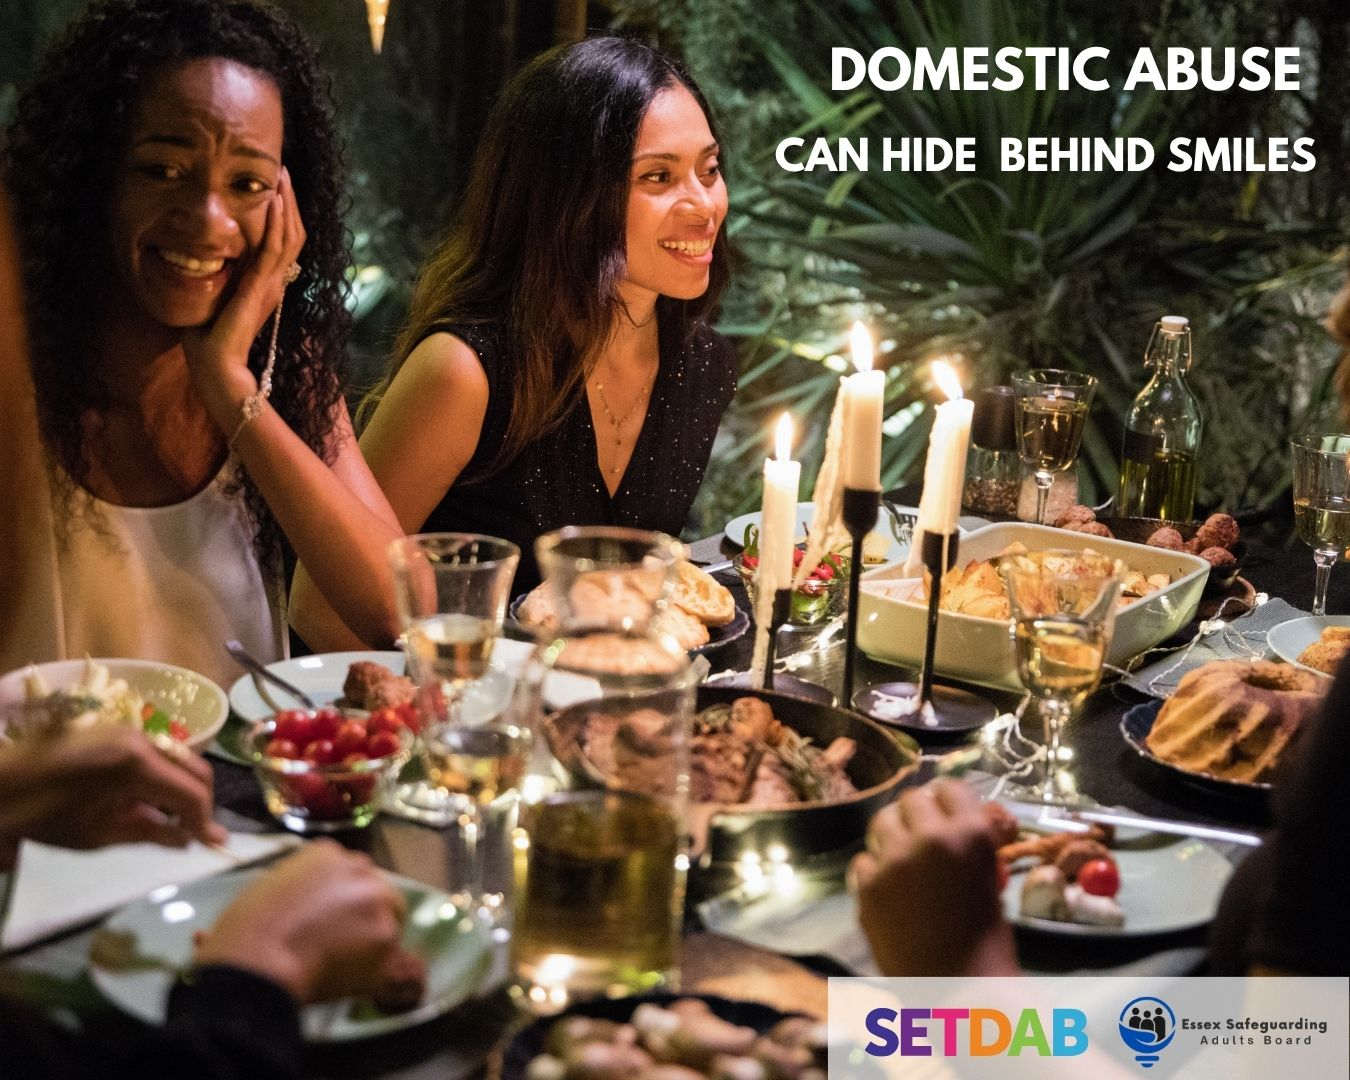 DOMESTIC ABUSE
CAN HIDE BEHIND SMILES
SETDAB
Essex Safeguarding
Adults Board